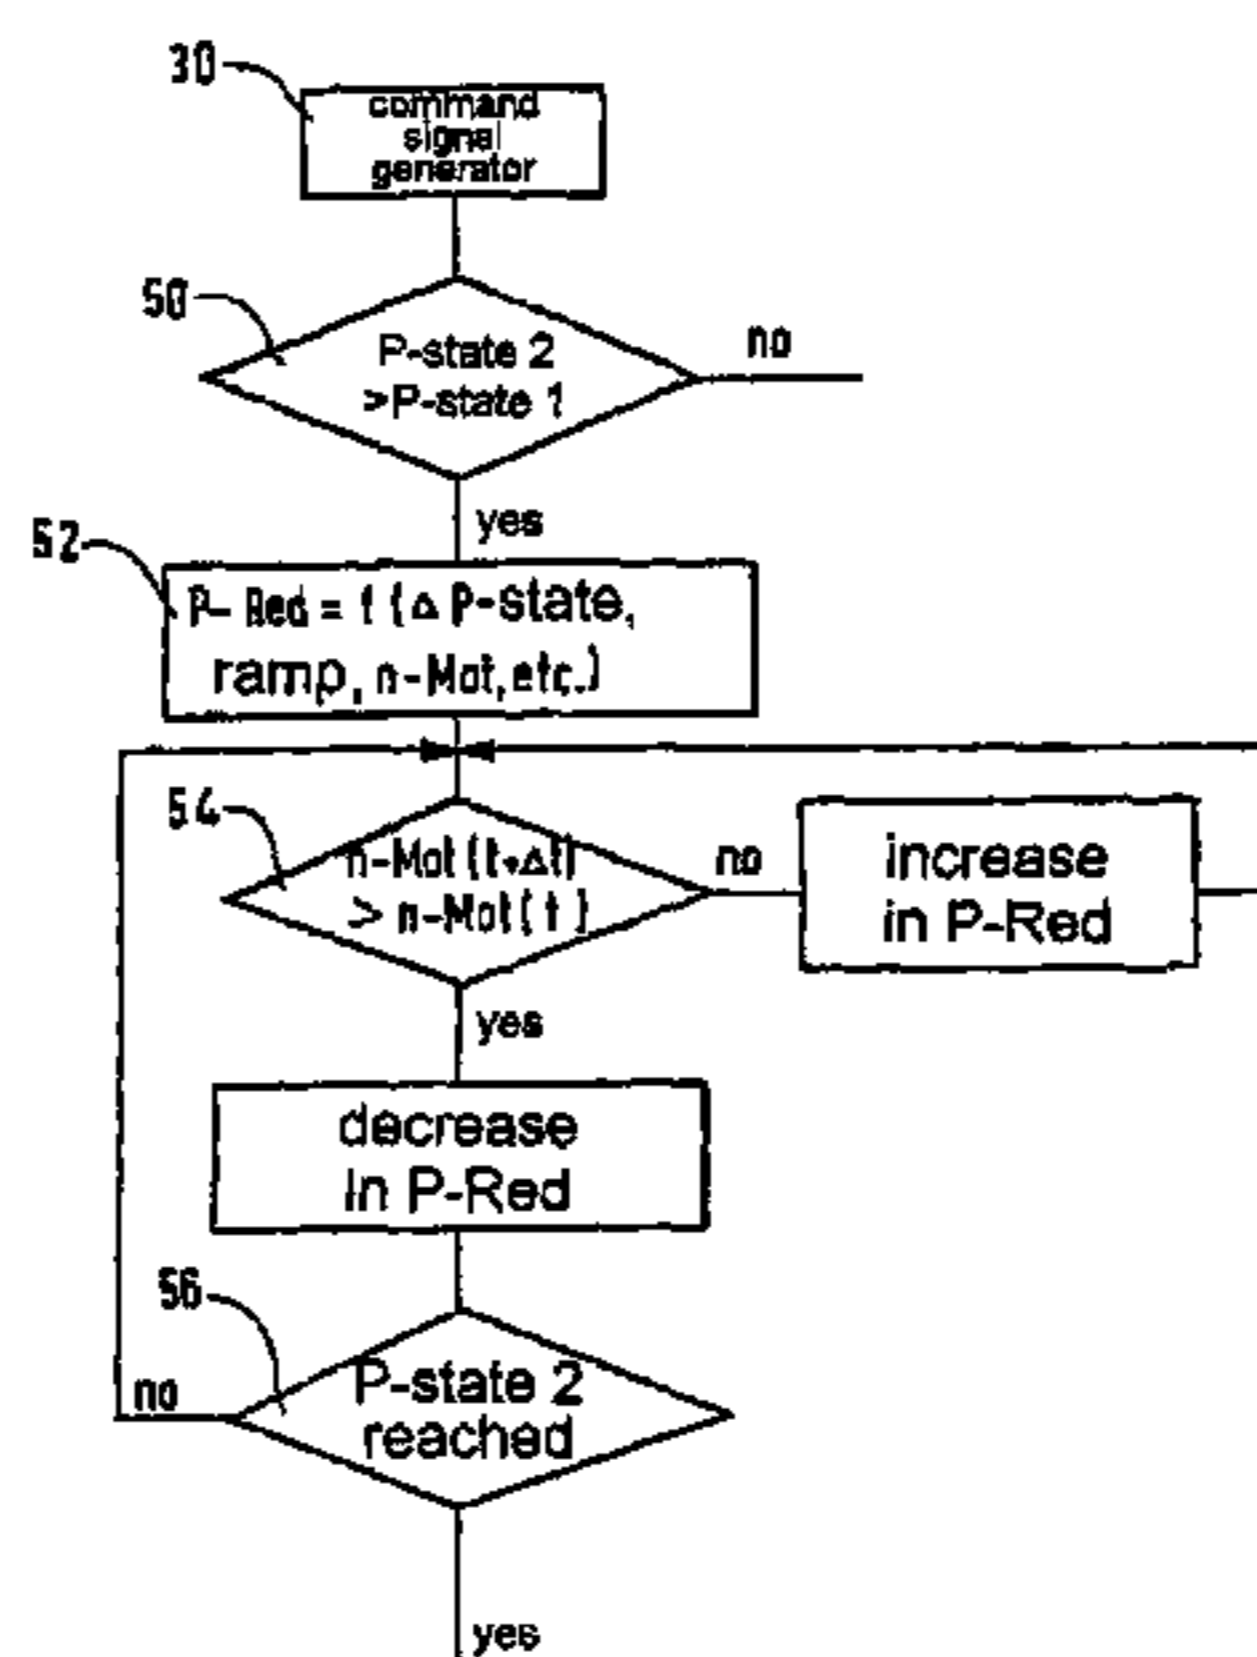 30
command
signal
generator
50
P-state 2
>P-state 1
no
yes
52
P-Red = f (Δ P-state,
ramp, n-Mot, etc.)
54
n-Mot (t+Δt)
> n-Mot ( t )
no
increase
in P-Red
yes
decrease
in P-Red
56
P-state 2
reached
no
yes